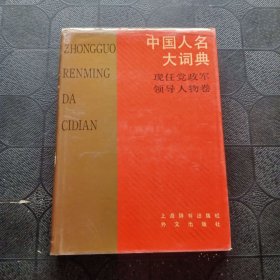 ZHONGGUO
RENMING
DA
CIDIAN
中国人名
大词典
现任党政军
领导人物卷
上海辞书出版社
外文出版社